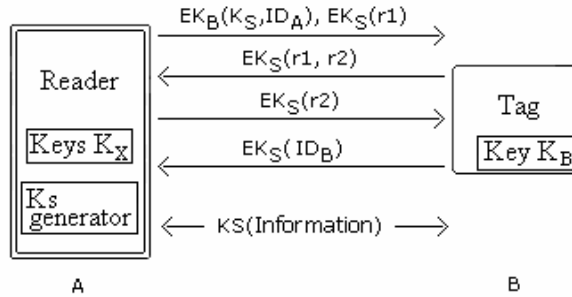 EK_B(K_S,ID_A), EK_S(r1)
EK_S(r1, r2)
Reader
Tag
EK_S(r2)
Keys K_X
Key K_B
EK_S(ID_B)
Ks
generator
KS(Information)
A
B